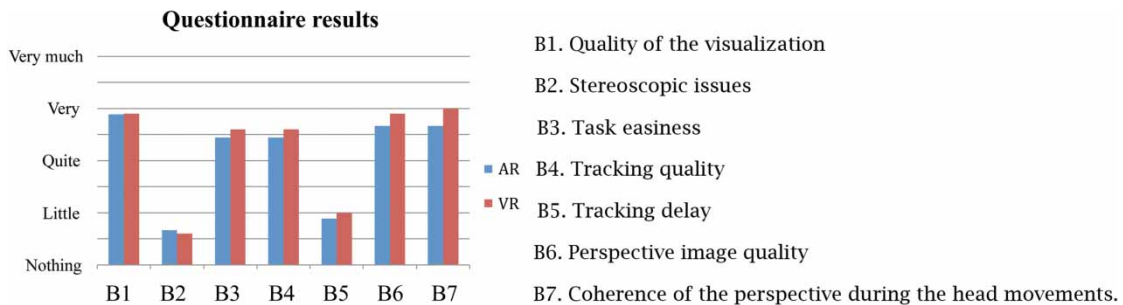 Questionnaire results
Very much
Very
Quite
Little
Nothing
B1 B2 B3 B4 B5 B6 B7
AR
VR
B1. Quality of the visualization
B2. Stereoscopic issues
B3. Task easiness
B4. Tracking quality
B5. Tracking delay
B6. Perspective image quality
B7. Coherence of the perspective during the head movements.